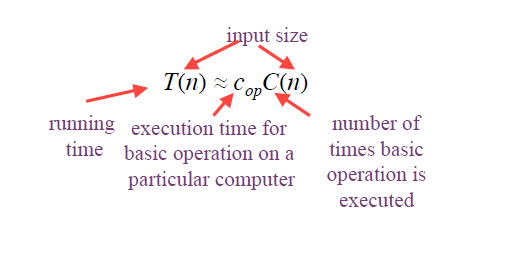 input size
T(n) ≈ c_op C(n)
running
time
execution time for
basic operation on a
particular computer
number of
times basic
operation is
executed